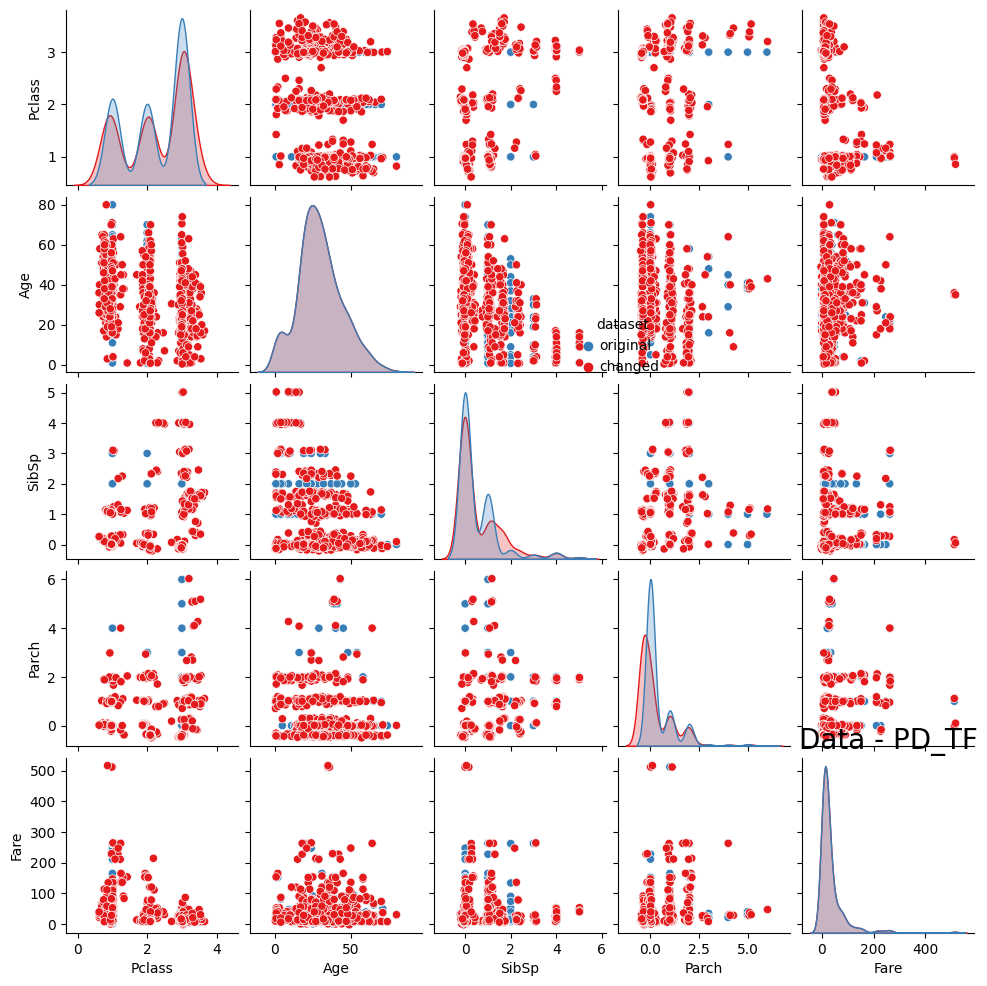 Pclass
3
2
1
Age
80
60
40
20
0
dataset
original
changed
SibSp
5
4
3
2
1
0
Parch
6
4
2
0
Data - PD_TF
Fare
500
400
300
200
100
0
0 2 4
0 50
0 2 4 6
0.0 2.5 5.0
0 200 400
Pclass Age SibSp Parch Fare